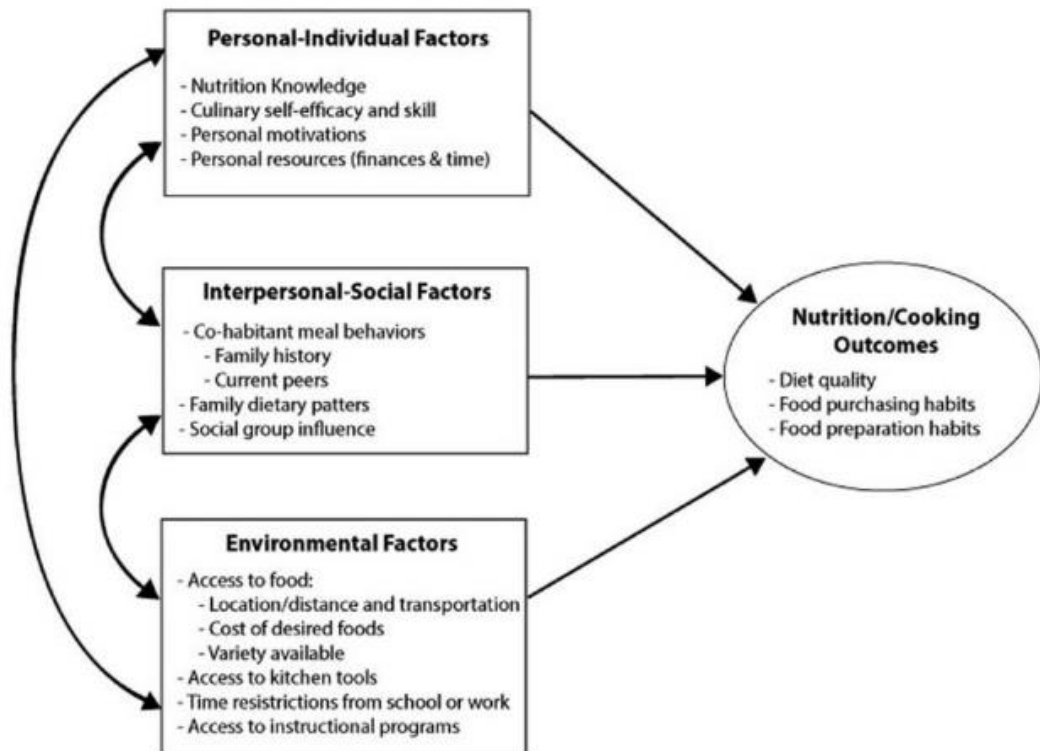 Personal-Individual Factors
- Nutrition Knowledge
- Culinary self-efficacy and skill
- Personal motivations
- Personal resources (finances & time)
Interpersonal-Social Factors
- Co-habitant meal behaviors
- Family history
- Current peers
- Family dietary patters
- Social group influence
Environmental Factors
- Access to food:
- Location/distance and transportation
- Cost of desired foods
- Variety available
- Access to kitchen tools
- Time resistrictions from school or work
- Access to instructional programs
Nutrition/Cooking
Outcomes
- Diet quality
- Food purchasing habits
- Food preparation habits